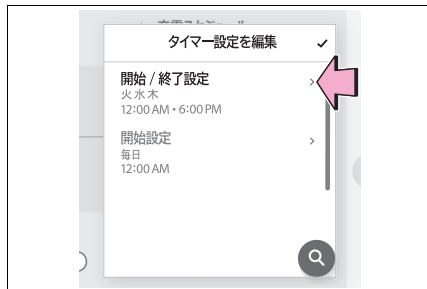 タイマー設定を編集
開始 / 終了設定
火水木
12:00 AM • 6:00 PM
開始設定
毎日
12:00 AM